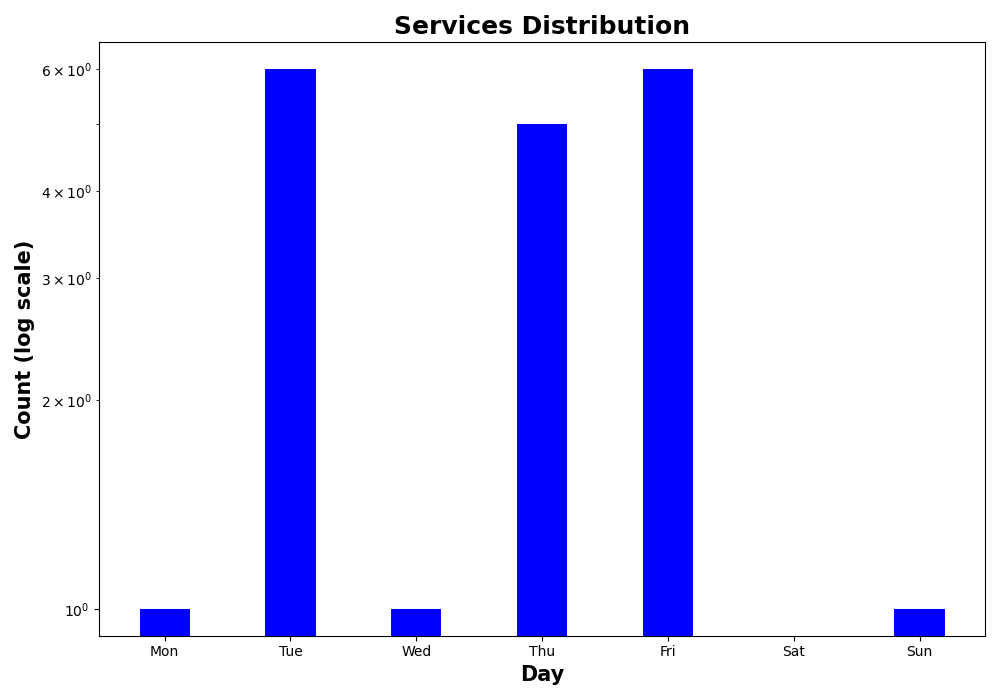 Services Distribution
6 × 10⁰
4 × 10⁰
3 × 10⁰
2 × 10⁰
10⁰
Count (log scale)
Mon Tue Wed Thu Fri Sat Sun
Day